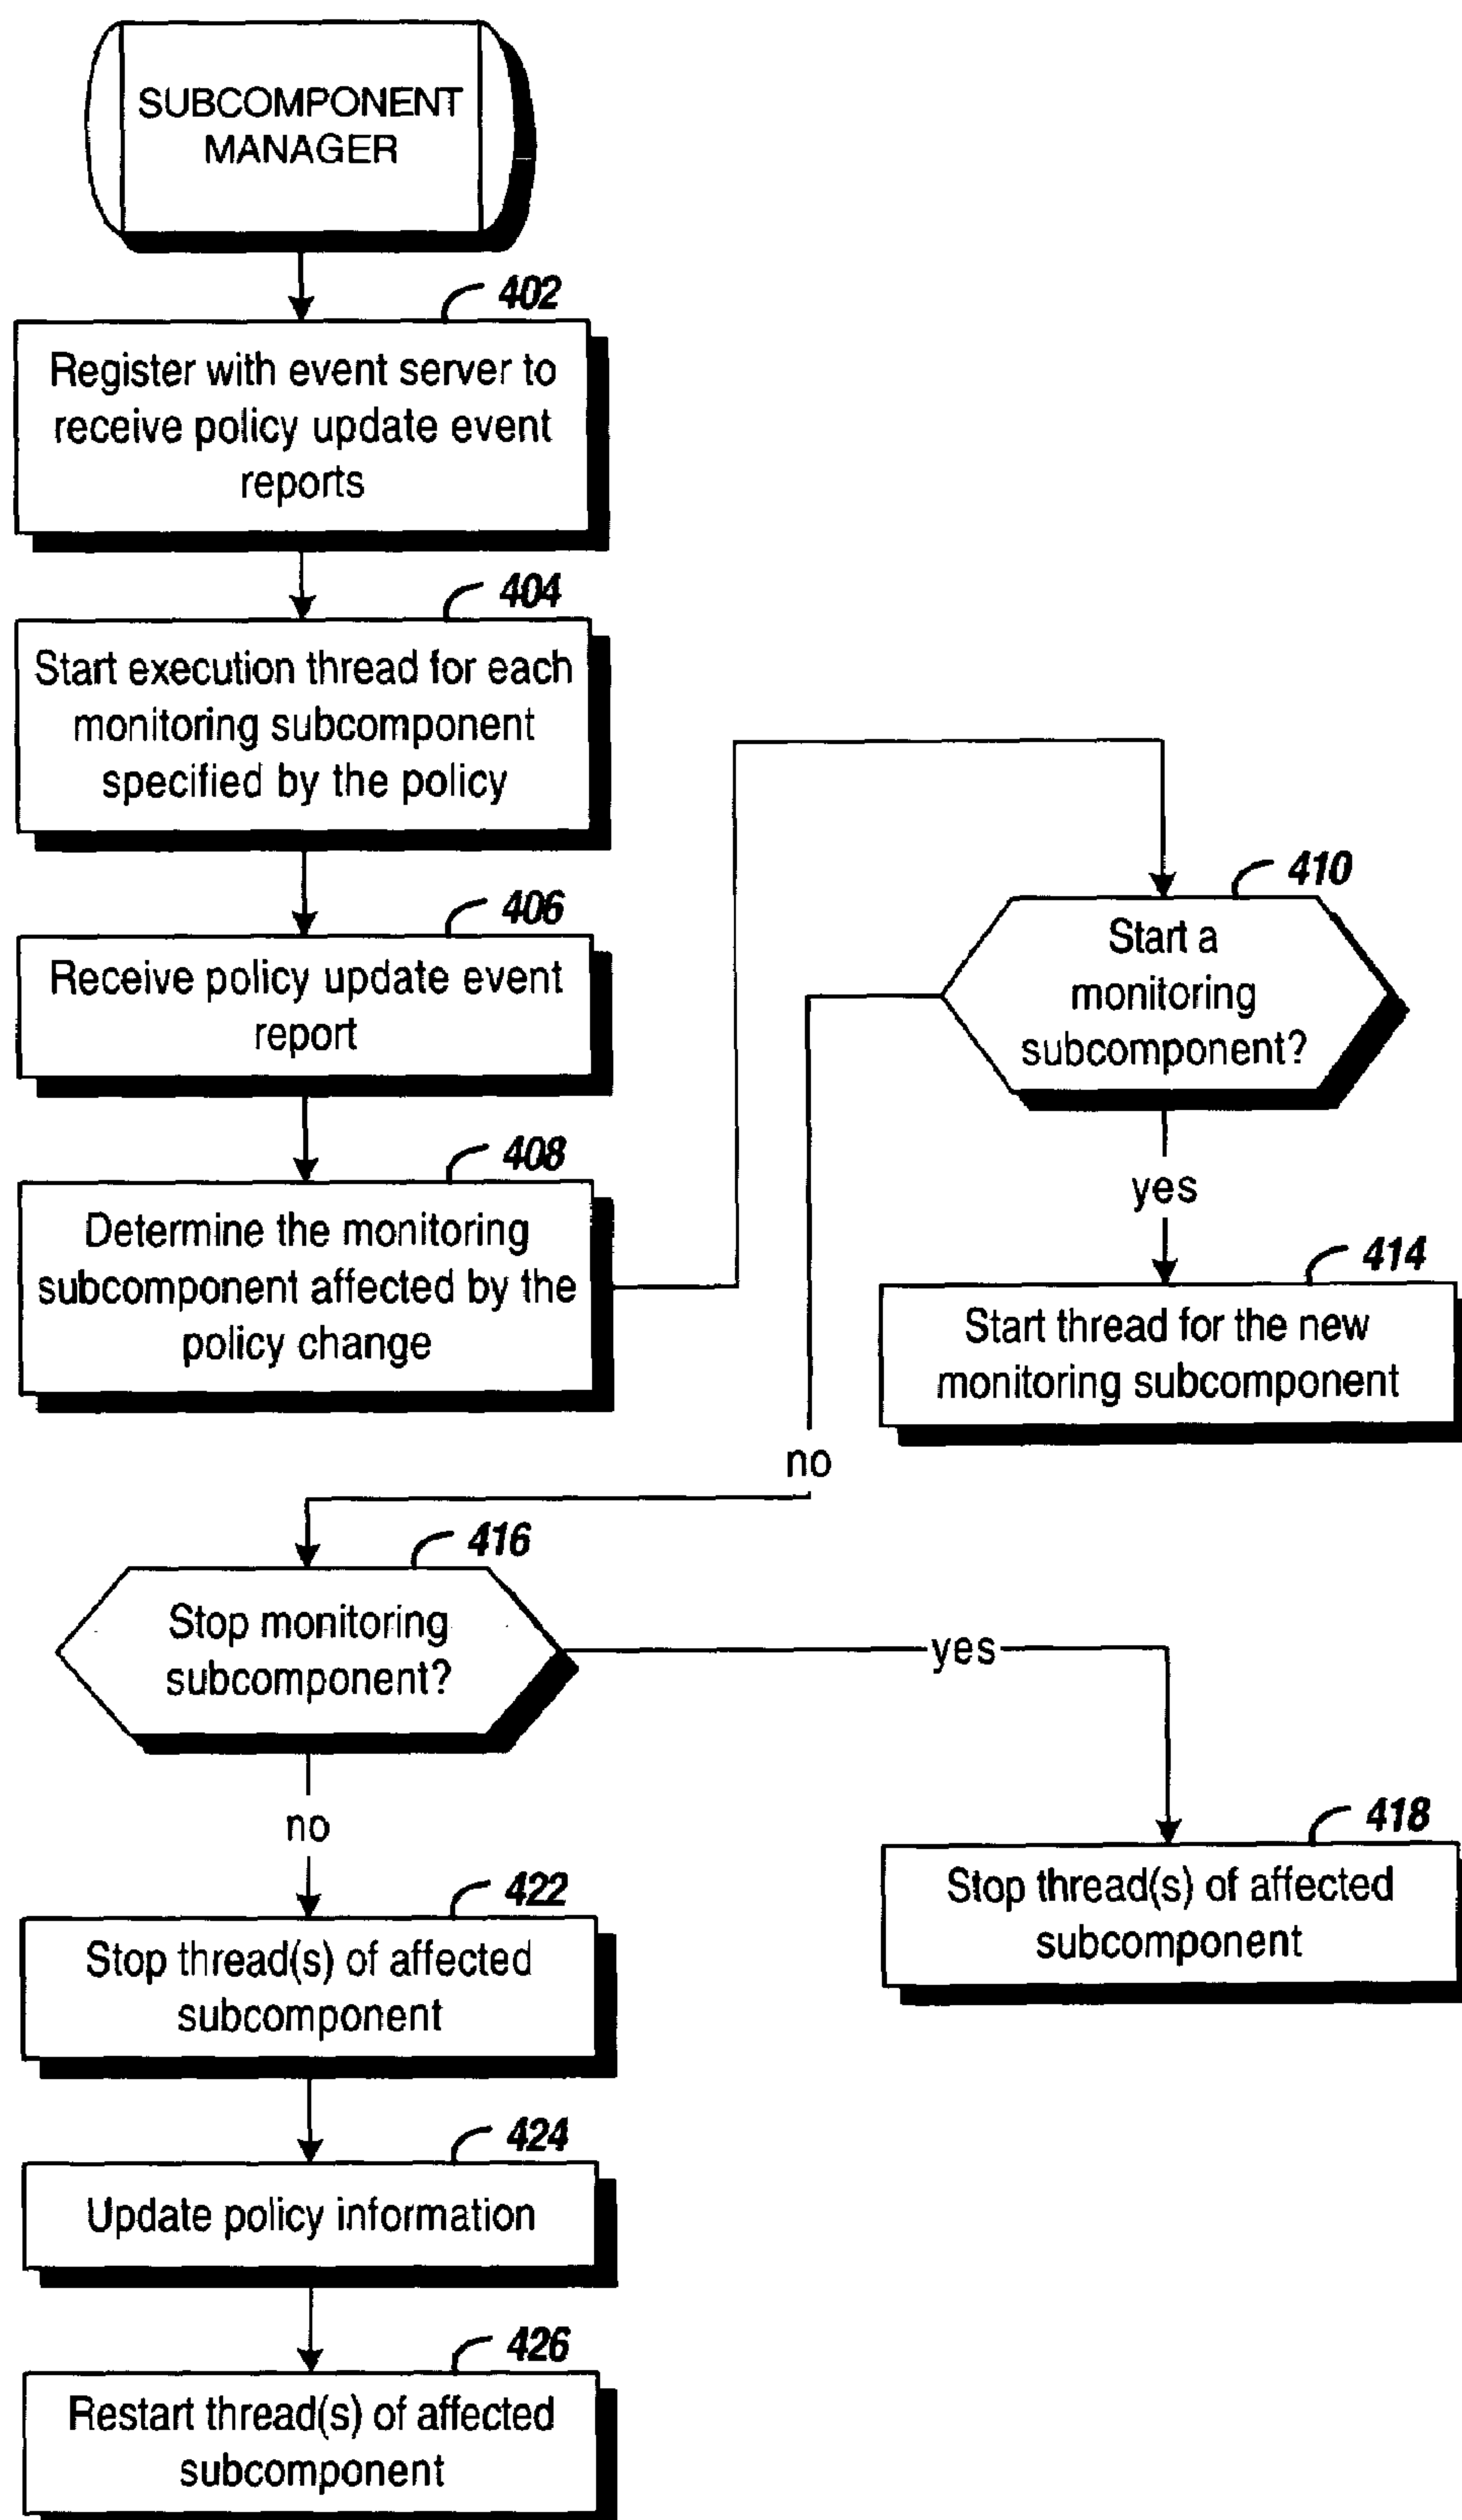 SUBCOMPONENT
MANAGER
402
Register with event server to
receive policy update event
reports
404
Start execution thread for each
monitoring subcomponent
specified by the policy
406
Receive policy update event
report
408
Determine the monitoring
subcomponent affected by the
policy change
410
Start a
monitoring
subcomponent?
yes
414
Start thread for the new
monitoring subcomponent
no
416
Stop monitoring
subcomponent?
yes
418
Stop thread(s) of affected
subcomponent
no
422
Stop thread(s) of affected
subcomponent
424
Update policy information
426
Restart thread(s) of affected
subcomponent